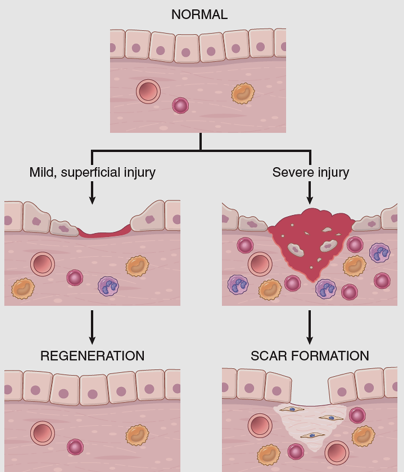 NORMAL
Mild, superficial injury
Severe injury
REGENERATION
SCAR FORMATION